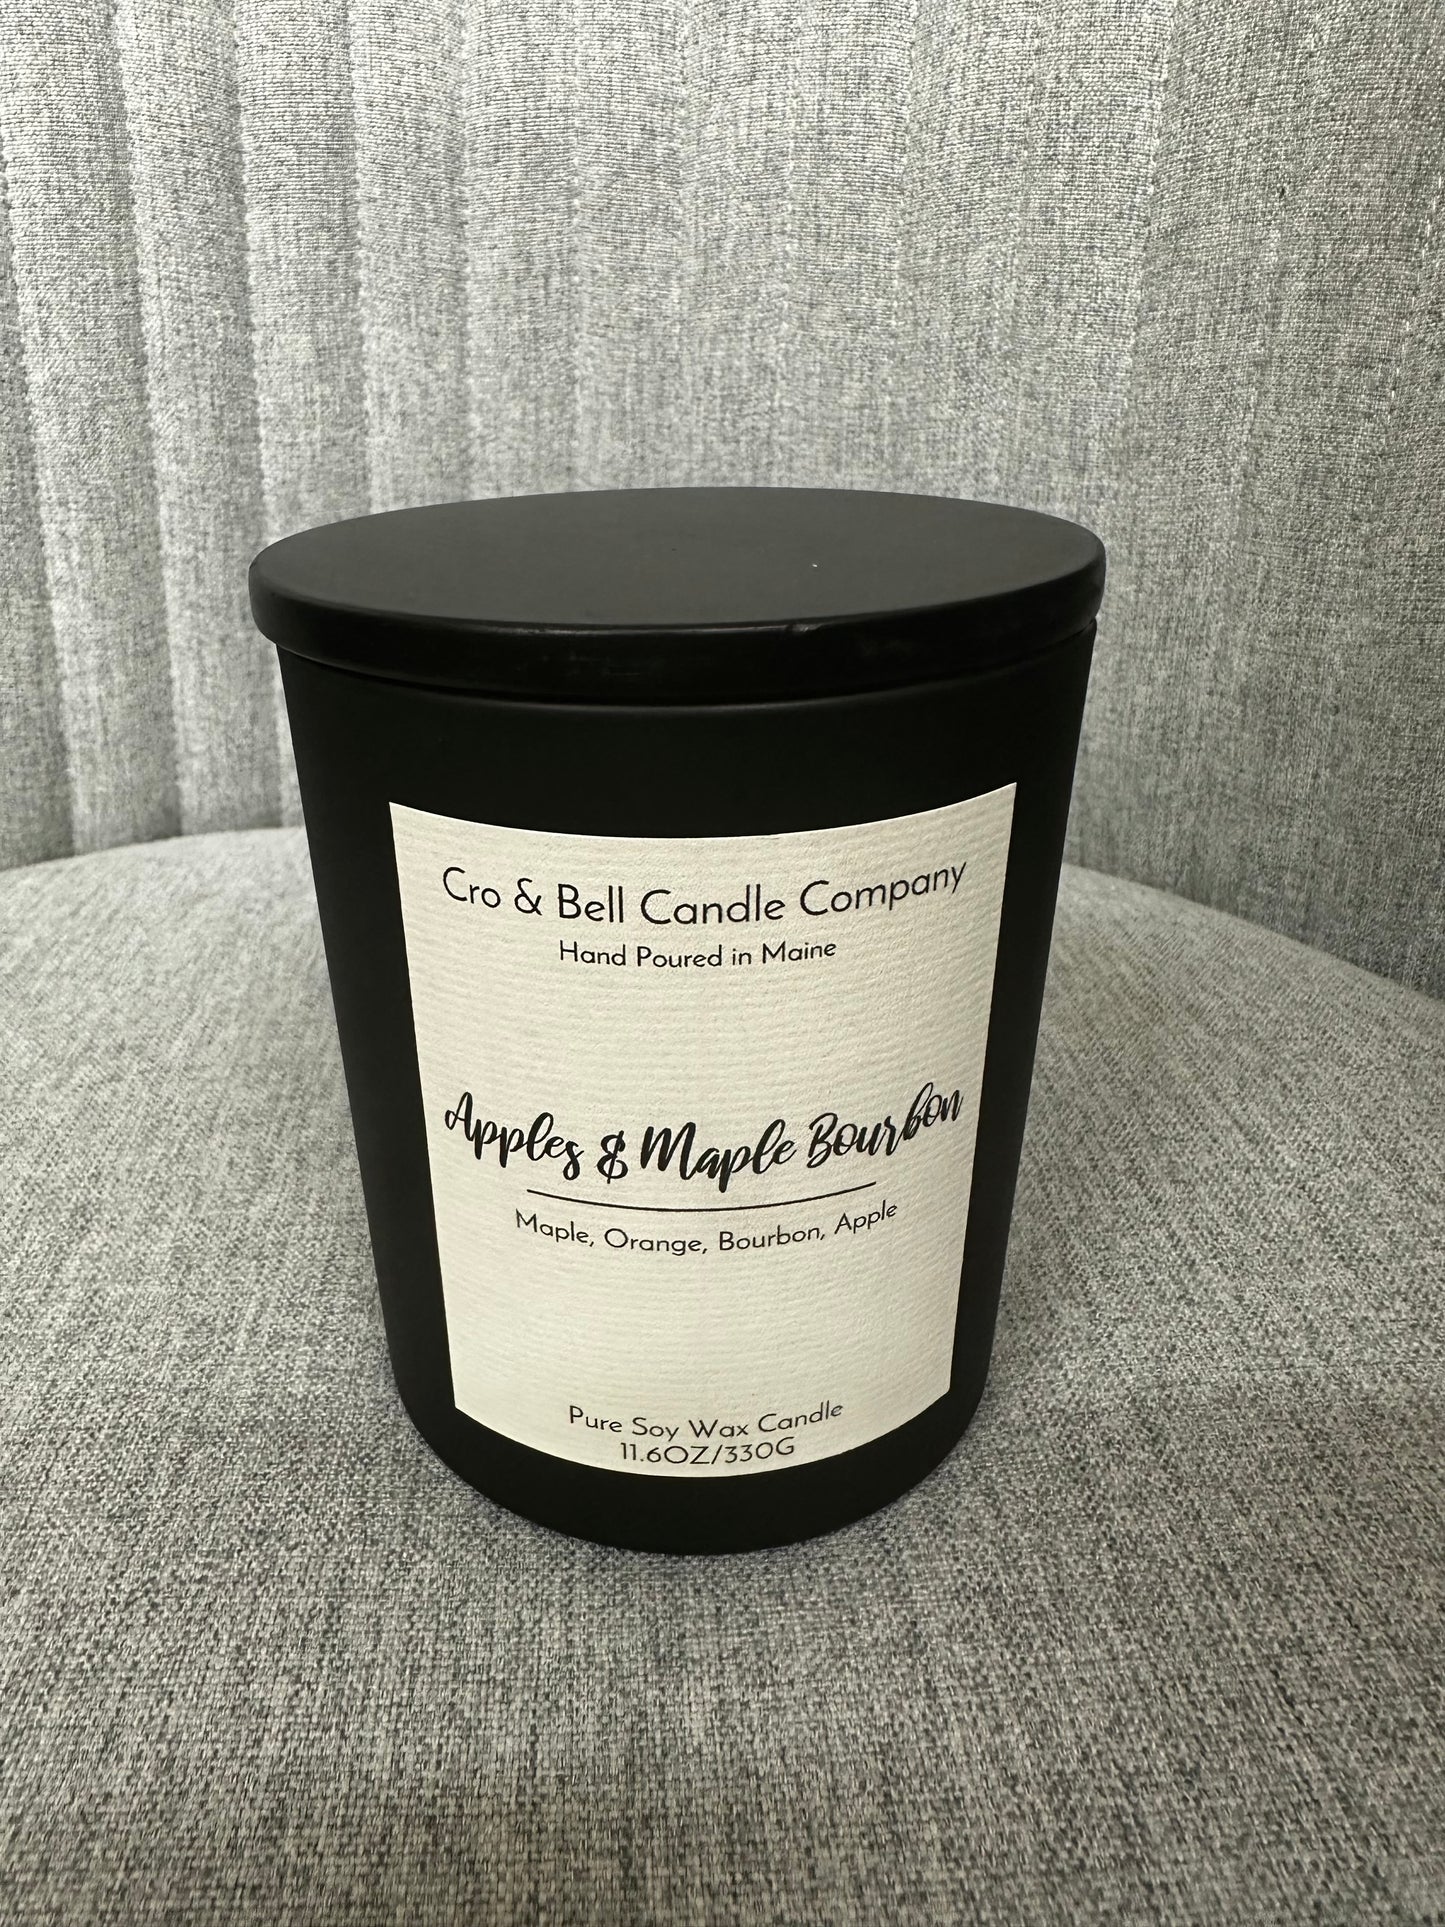 Cro & Bell Candle Company
Hand Poured in Maine
Apples & Maple Bourbon
Maple, Orange, Bourbon, Apple
Pure Soy Wax Candle
11.6OZ/330G